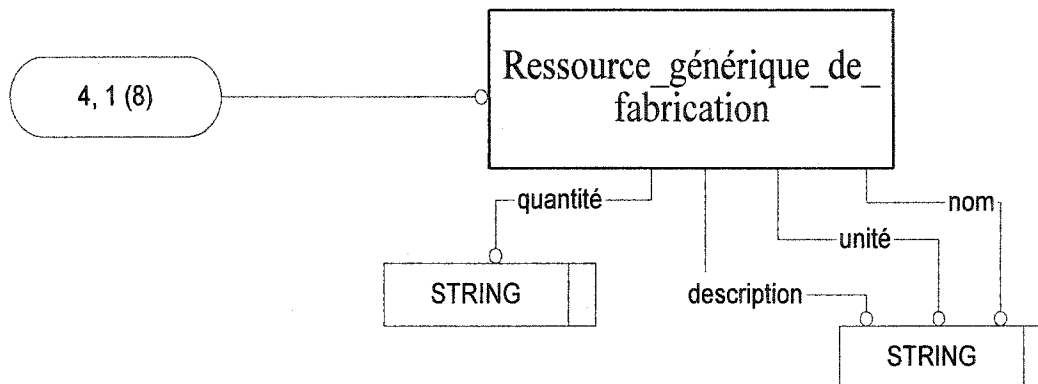 4, 1 (8)
Ressource_générique_de_
fabrication
quantité
nom
unité
STRING
description
STRING